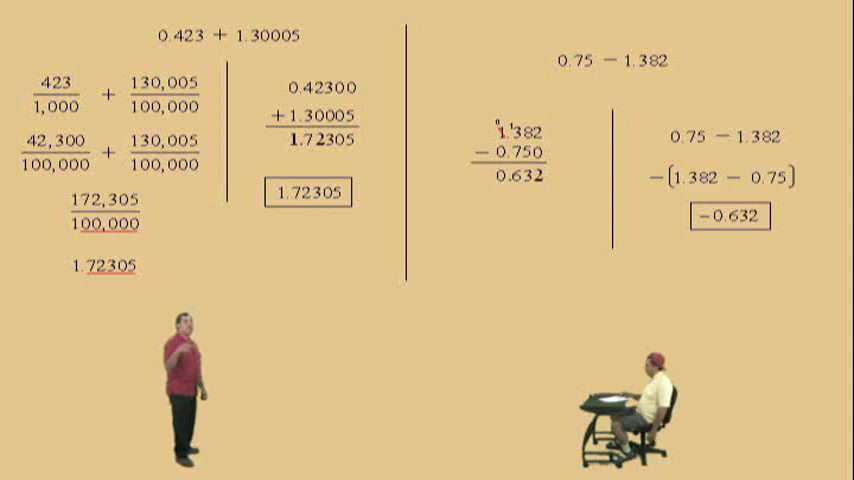 0.423 + 1.30005
423/1,000 + 130,005/100,000
42,300/100,000 + 130,005/100,000
172,305/100,000
1.72305
0.42300
+1.30005
1.72305
1.72305
0.75 − 1.382
0 1
1.382
− 0.750
0.632
0.75 − 1.382
−(1.382 − 0.75)
−0.632